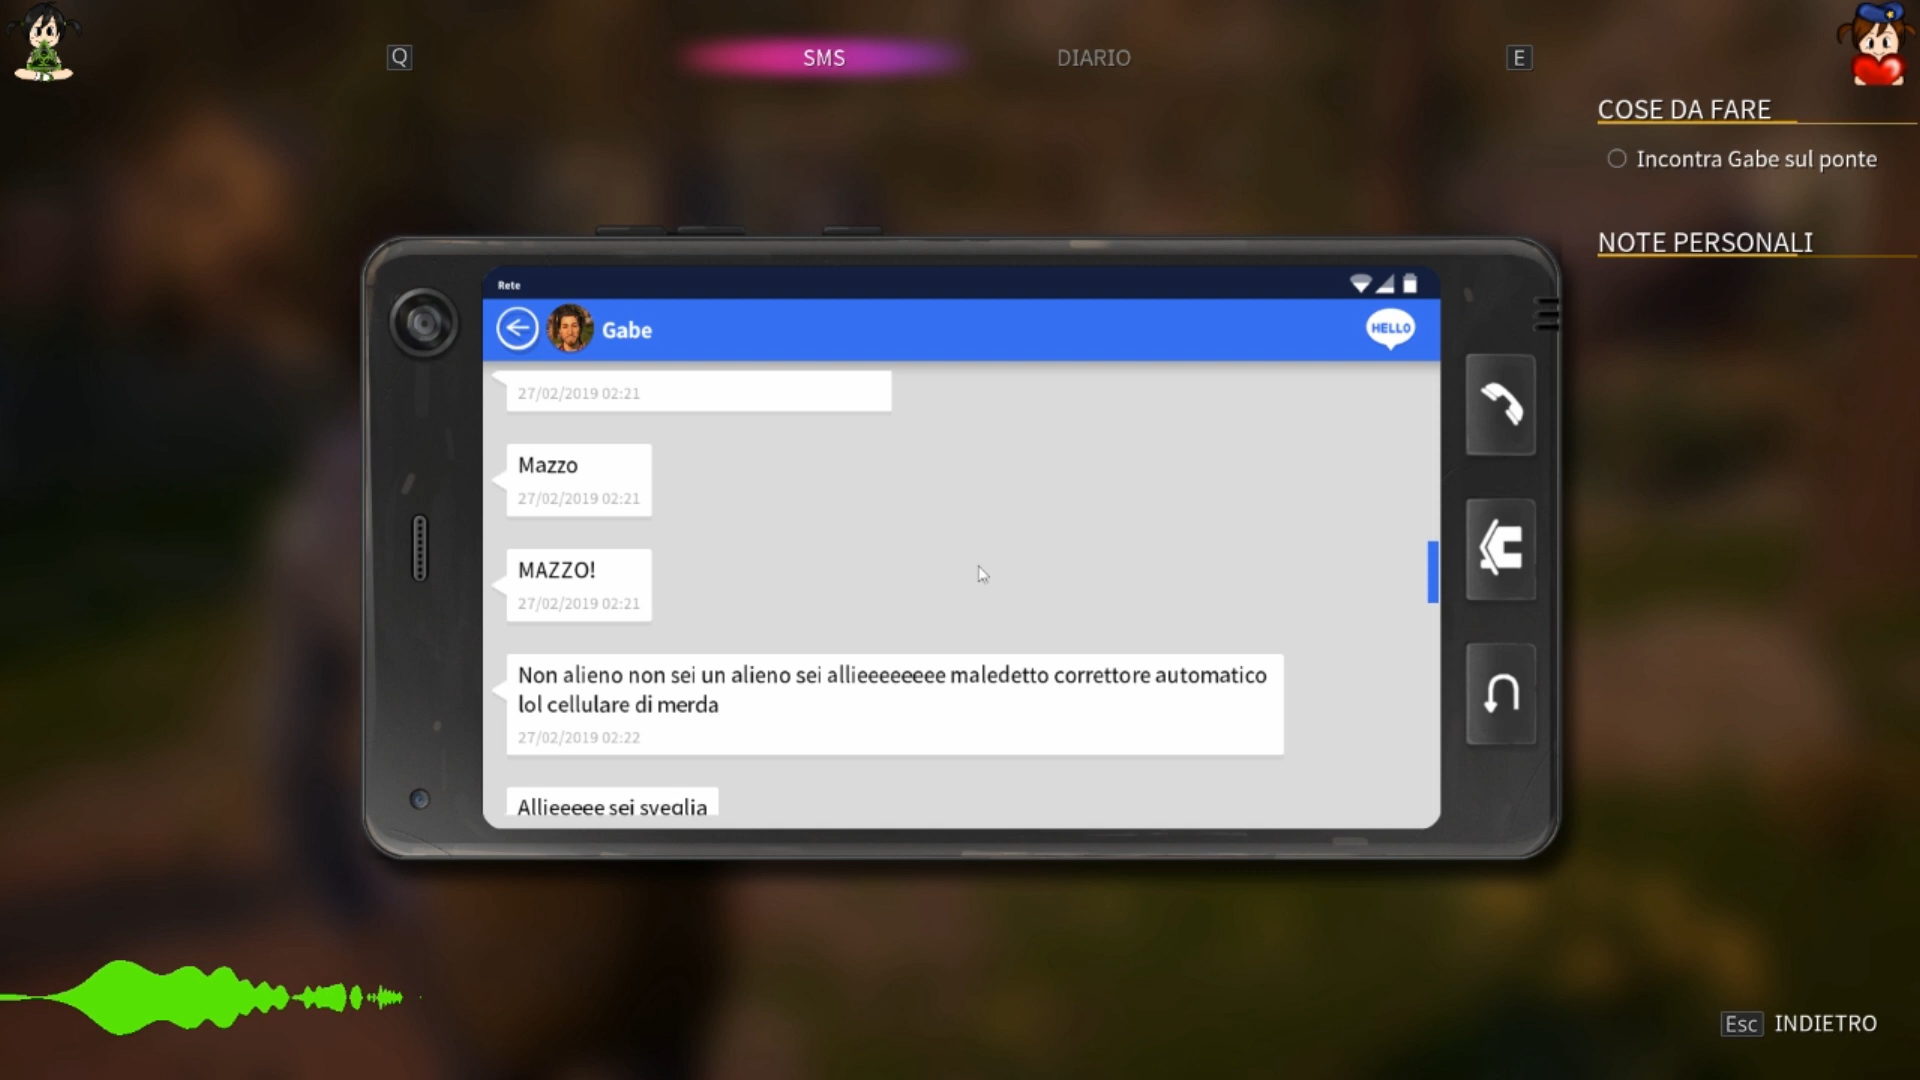 Q
SMS
DIARIO
E
COSE DA FARE
Incontra Gabe sul ponte
NOTE PERSONALI
Rete
Gabe
HELLO
27/02/2019 02:21
Mazzo
27/02/2019 02:21
MAZZO!
27/02/2019 02:21
Non alieno non sei un alieno sei allieeeeeeee maledetto correttore automatico
lol cellulare di merda
27/02/2019 02:22
Allieeeee sei sveglia
Esc INDIETRO